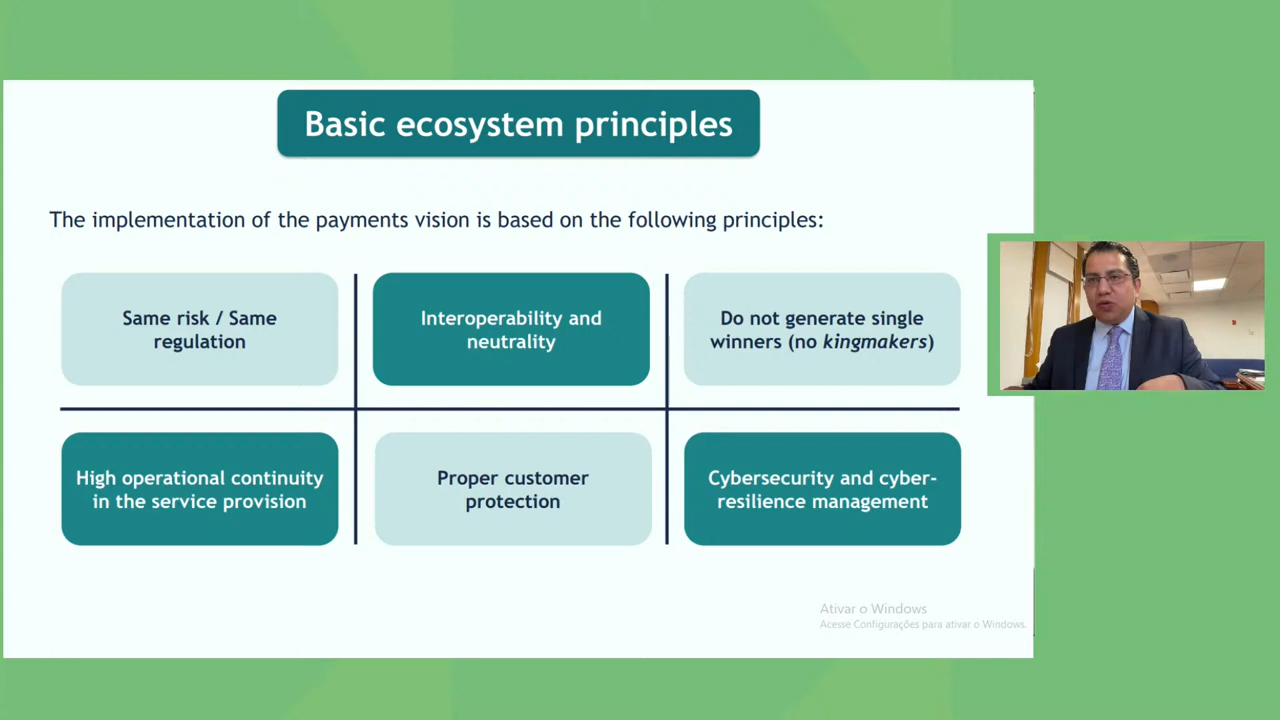 Basic ecosystem principles
The implementation of the payments vision is based on the following principles:
Same risk / Same
regulation
Interoperability and
neutrality
Do not generate single
winners (no kingmakers)
High operational continuity
in the service provision
Proper customer
protection
Cybersecurity and cyber-
resilience management
Ativar o Windows
Acesse Configurações para ativar o Windows.